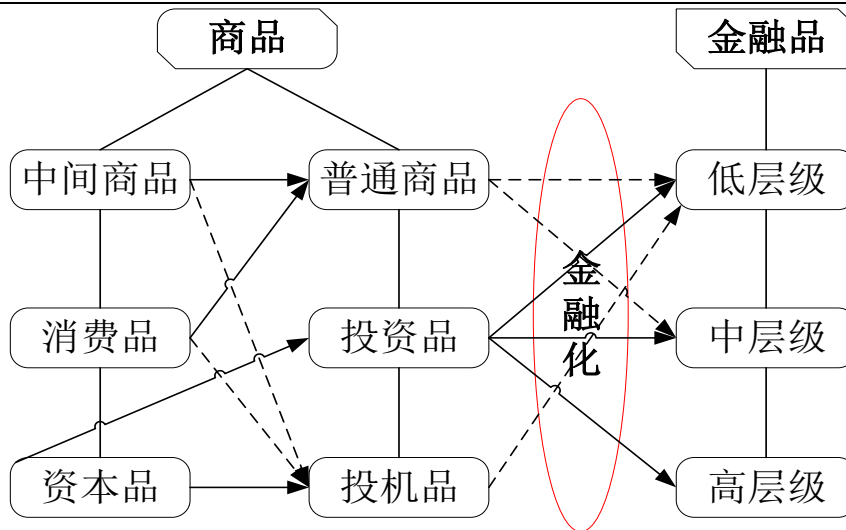 商品
金融品
中间商品
普通商品
低层级
金融化
消费品
投资品
中层级
资本品
投机品
高层级